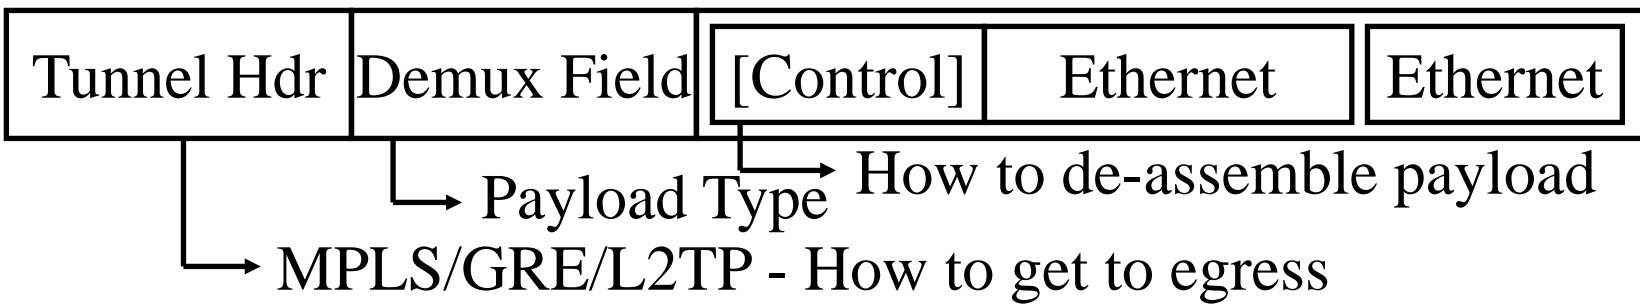 Tunnel Hdr Demux Field [Control] Ethernet Ethernet
How to de-assemble payload
Payload Type
MPLS/GRE/L2TP - How to get to egress